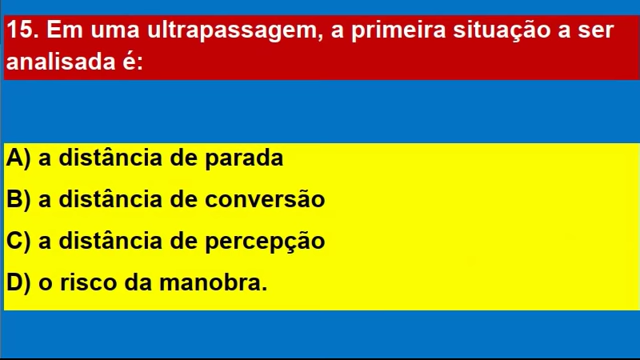 15. Em uma ultrapassagem, a primeira situação a ser
analisada é:
A) a distância de parada
B) a distância de conversão
C) a distância de percepção
D) o risco da manobra.